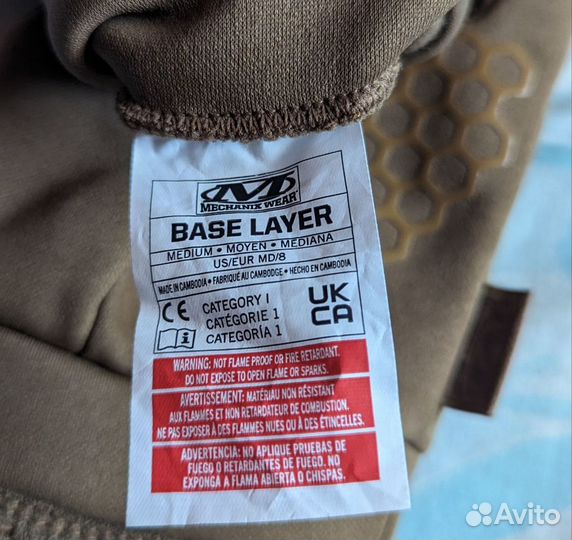 MECHANIX WEAR
BASE LAYER
MEDIUM • MOYEN • MEDIANA
US/EUR MD/8
MADE IN CAMBODIA • FABRIQUÉ AU CAMBODGE • HECHO EN CAMBODIA
CE CATEGORY I
CATÉGORIE 1
CATEGORÍA 1
UK
CA
i
WARNING: NOT FLAME PROOF OR FIRE RETARDANT.
DO NOT EXPOSE TO OPEN FLAME OR SPARKS.
AVERTISSEMENT: MATÉRIAU NON RÉSISTANT
AUX FLAMMES ET NON RETARDATEUR DE COMBUSTION.
NE PAS EXPOSER À DES FLAMMES NUES OU À DES ÉTINCELLES.
ADVERTENCIA: NO APLIQUE PRUEBAS DE
FUEGO O RETARDANTES DE FUEGO. NO
EXPONGA A FLAMA ABIERTA O CHISPAS.
Avito